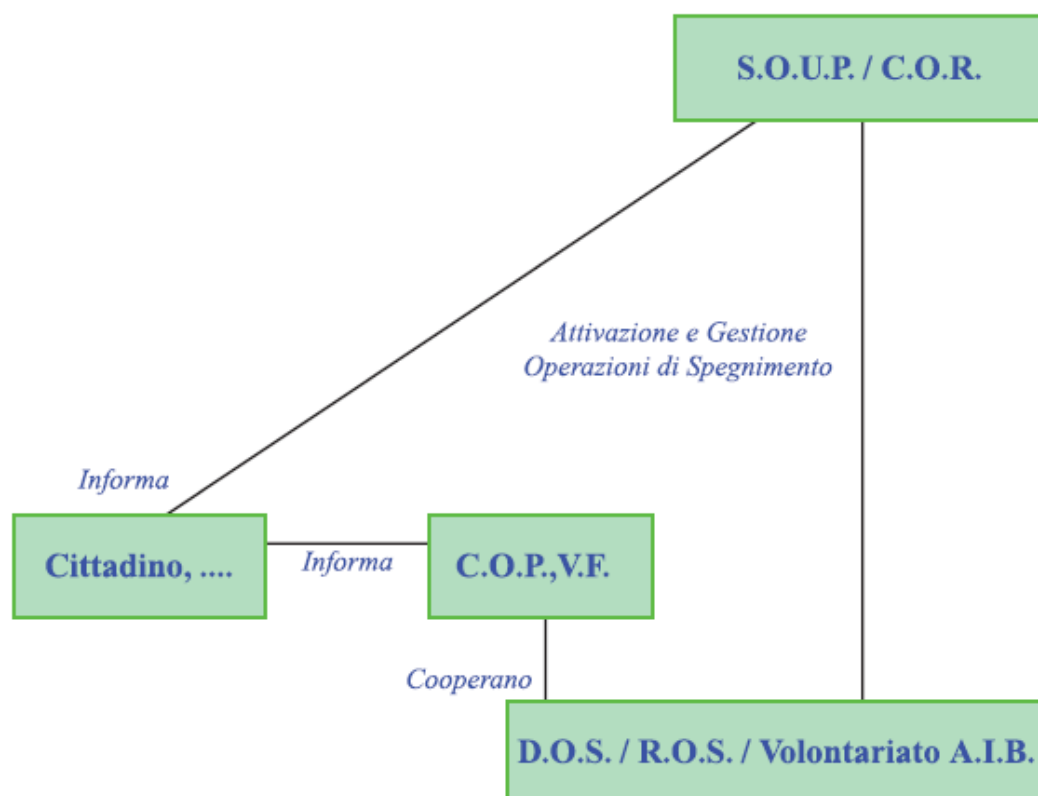 S.O.U.P. / C.O.R.
Attivazione e Gestione
Operazioni di Spegnimento
Informa
Cittadino, ....
Informa
C.O.P.,V.F.
Cooperano
D.O.S. / R.O.S. / Volontariato A.I.B.